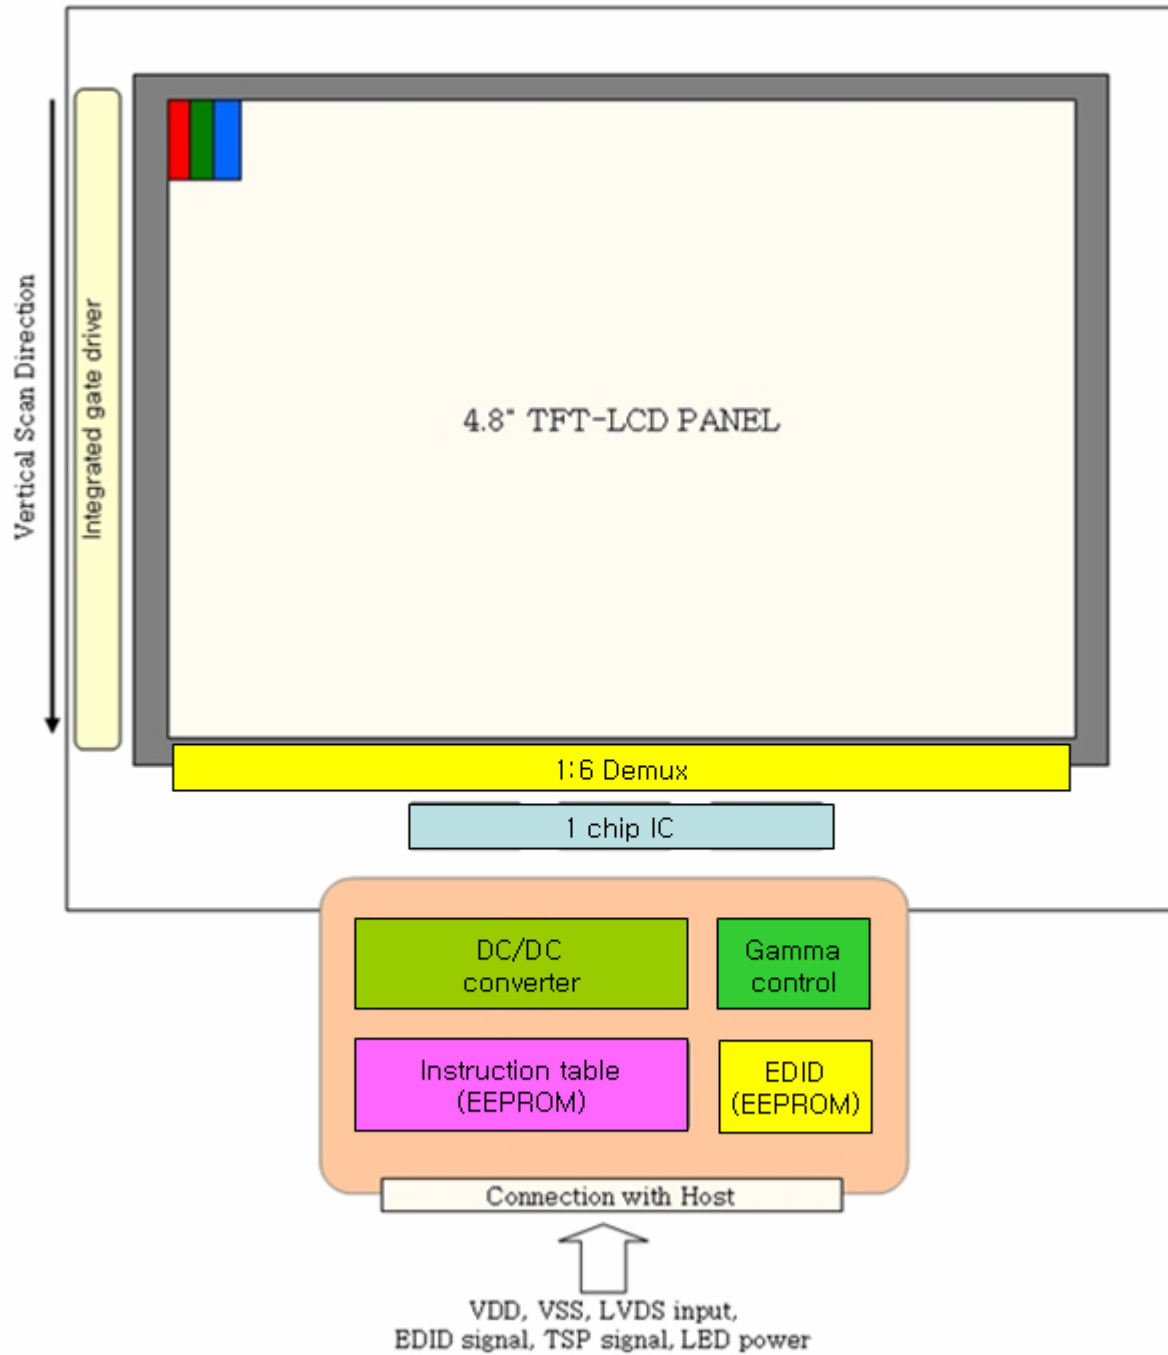 Vertical Scan Direction
Integrated gate driver
4.8" TFT-LCD PANEL
1:6 Demux
1 chip IC
DC/DC
converter
Gamma
control
Instruction table
(EEPROM)
EDID
(EEPROM)
Connection with Host
VDD, VSS, LVDS input,
EDID signal, TSP signal, LED power